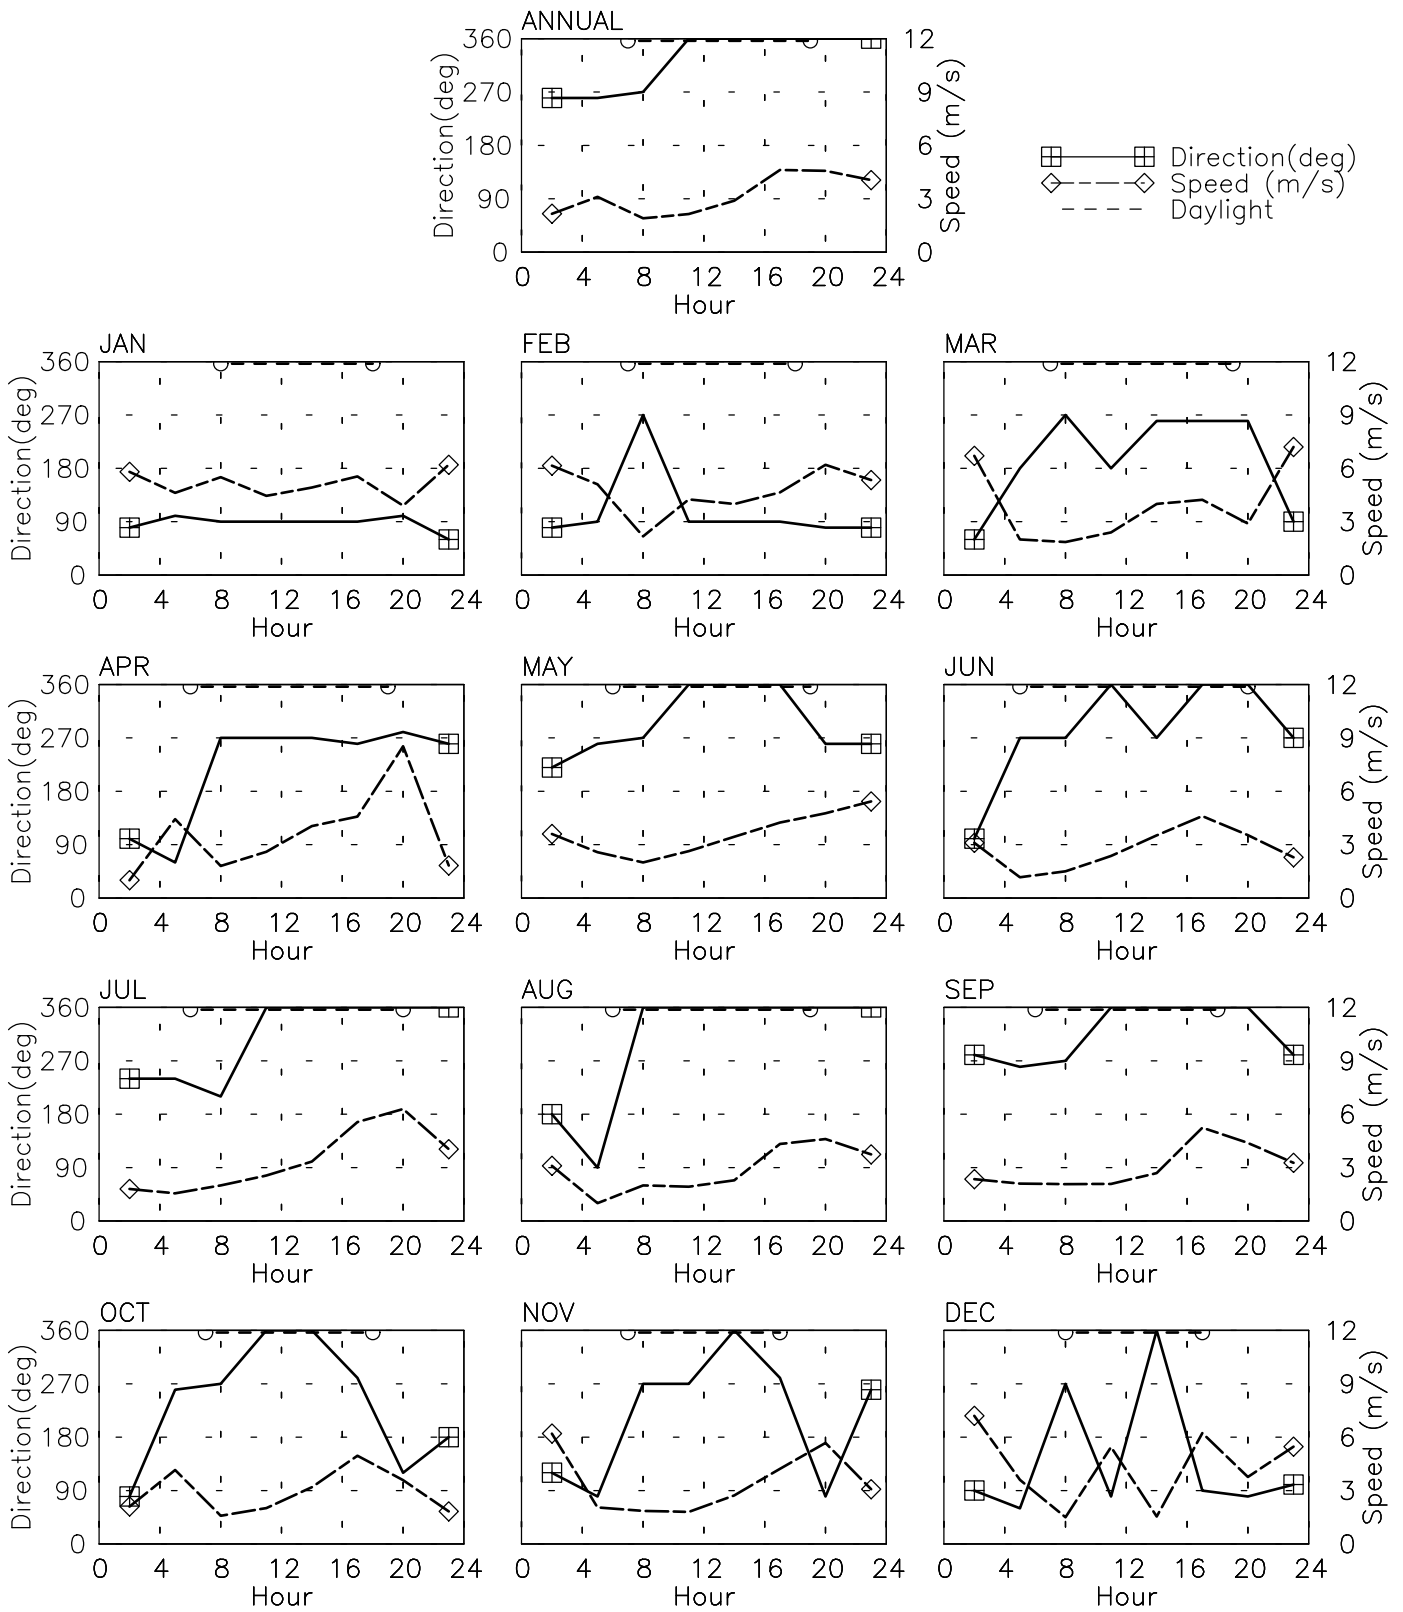 ANNUAL
360 12
270 9
180 6
90 3
0 0
Direction(deg)
Speed (m/s)
0 4 8 12 16 20 24
Hour
Direction(deg)
Speed (m/s)
Daylight
JAN FEB MAR
360 12
270 9
180 6
90 3
0 0
Direction(deg)
Speed (m/s)
0 4 8 12 16 20 24 0 4 8 12 16 20 24 0 4 8 12 16 20 24
Hour Hour Hour
APR MAY JUN
360 12
270 9
180 6
90 3
0 0
Direction(deg)
Speed (m/s)
0 4 8 12 16 20 24 0 4 8 12 16 20 24 0 4 8 12 16 20 24
Hour Hour Hour
JUL AUG SEP
360 12
270 9
180 6
90 3
0 0
Direction(deg)
Speed (m/s)
0 4 8 12 16 20 24 0 4 8 12 16 20 24 0 4 8 12 16 20 24
Hour Hour Hour
OCT NOV DEC
360 12
270 9
180 6
90 3
0 0
Direction(deg)
Speed (m/s)
0 4 8 12 16 20 24 0 4 8 12 16 20 24 0 4 8 12 16 20 24
Hour Hour Hour